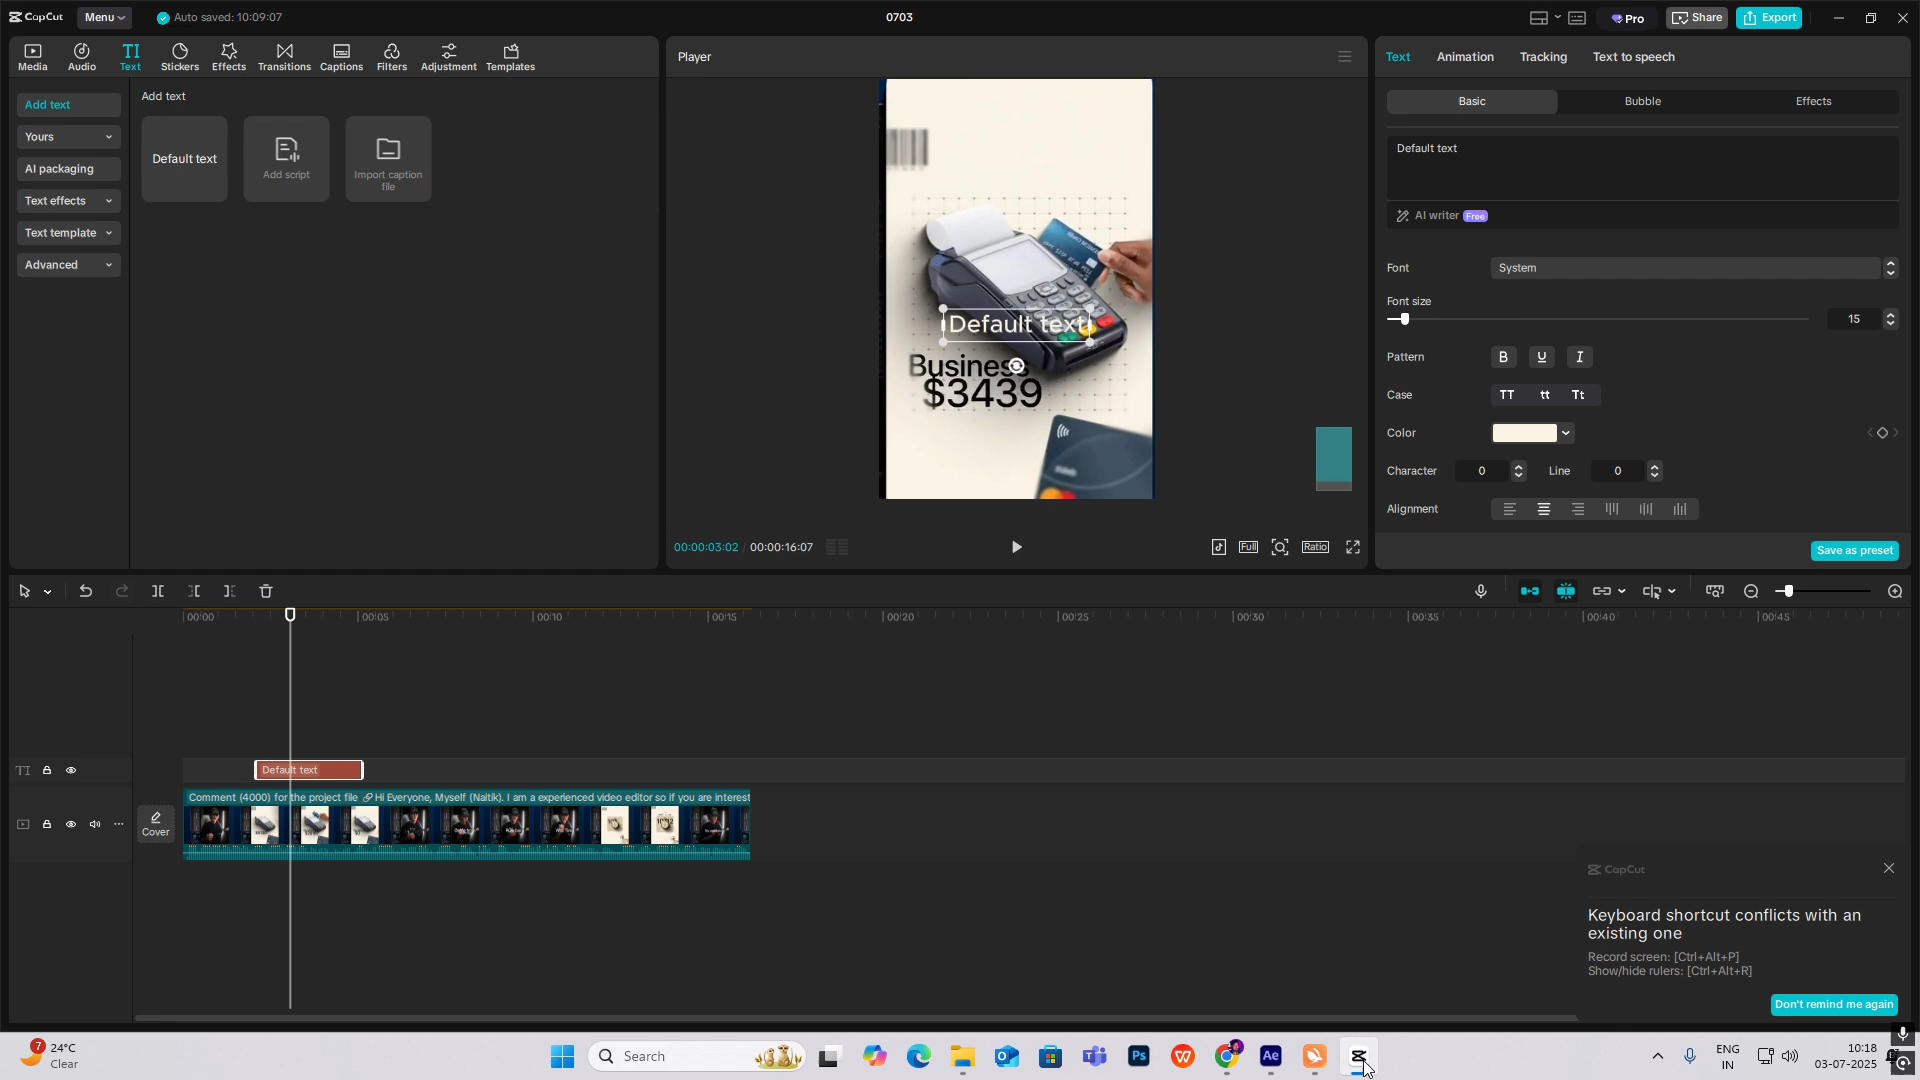 CapCut
Menu
Auto saved: 10:09:07
0703
Pro
Share
Export
Media
Audio
TI
Text
Stickers
Effects
Transitions
Captions
Filters
Adjustment
Templates
Add text
Yours
AI packaging
Text effects
Text template
Advanced
Add text
Default text
Add script
Import caption
file
Player
Default text
Business
$3439
00:00:03:02 / 00:00:16:07
Full
Ratio
Text
Animation
Tracking
Text to speech
Basic
Bubble
Effects
Default text
AI writer Free
Font
System
Font size
15
Pattern
B
U
I
Case
TT
tt
Tt
Color
Character
0
Line
0
Alignment
Save as preset
00:00
00:05
00:10
00:15
00:20
00:25
00:30
00:35
00:40
00:45
TI
Default text
Cover
Comment (4000) for the project file 🔗 Hi Everyone, Myself (Naitik). I am a experienced video editor so if you are interest
CapCut
Keyboard shortcut conflicts with an
existing one
Record screen: [Ctrl+Alt+P]
Show/hide rulers: [Ctrl+Alt+R]
Don't remind me again
7
24°C
Clear
Search
Ps
W
Ae
ENG
IN
10:18
03-07-2025